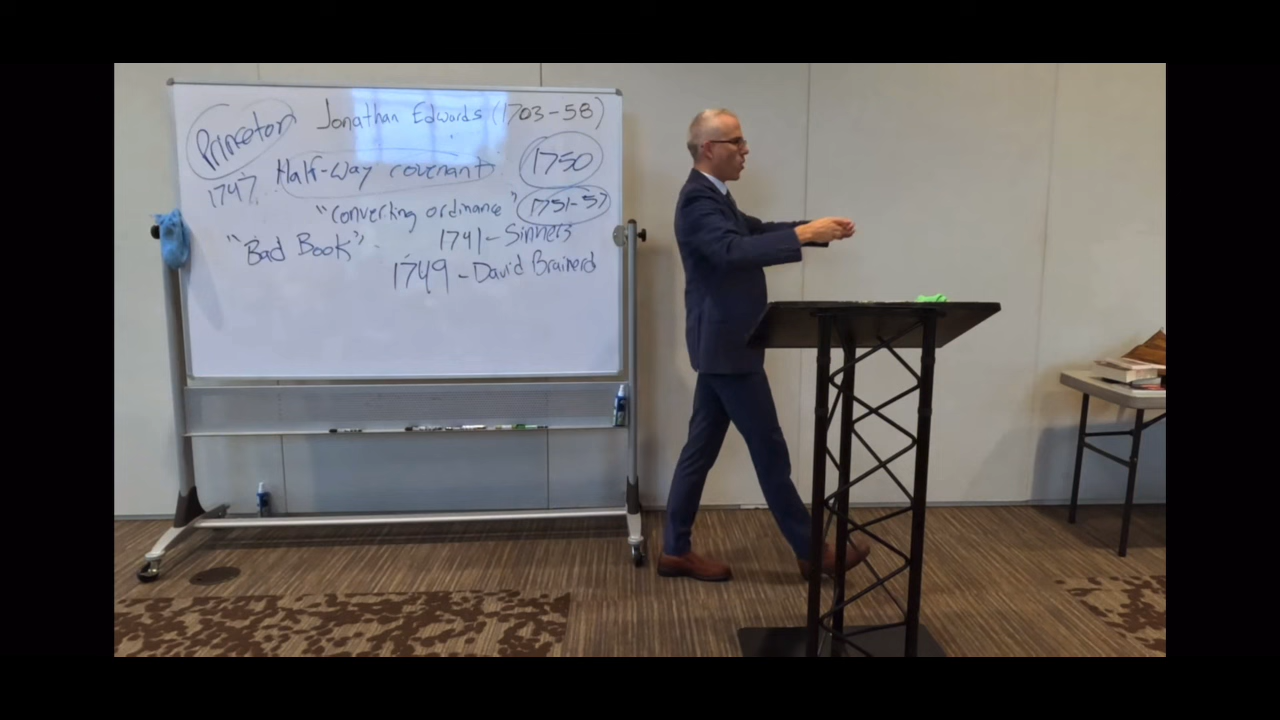 Princeton Jonathan Edwards (1703-58)
1747 Half-Way covenant 1750
"converting ordinance" 1751-57
"Bad Book" 1741 - Sinners
1749 - David Brainerd